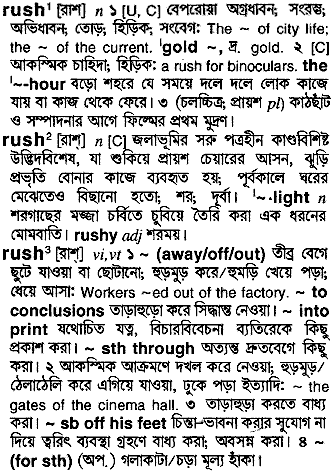 rush¹ [রাশ্] n ১ [U, C] বেপরোয়া অগ্রধাবন; সংরম্ভ,
অভিধাবন; তোড়; হিড়িক; সংবেগ: The ~ of city life;
the ~ of the current. ˈgold ~, দ্র. gold. ২ [C]
আকস্মিক চাহিদা; হিড়িক: a rush for binoculars. the
ˈ~-hour বড়ো শহরে যে সময়ে দলে দলে লোক কাজে
যায় বা কাজ থেকে ফেরে। ৩ (চলচ্চিত্র; প্রায়শ pl) কাঠছাঁট
ও সম্পাদনার আগে ফিল্মের প্রথম মুদ্রণ।
rush² [রাশ্] n [C] জলাভূমির সরু পত্রহীন কাণ্ডবিশিষ্ট
উদ্ভিদবিশেষ, যা শুকিয়ে প্রায়শ চেয়ারের আসন, ঝুড়ি
প্রভৃতি বোনার কাজে ব্যবহৃত হয়; পূর্বকালে ঘরের
মেঝেতেও বিছানো হতো; শর; দূর্বা। ˈ~·light n
শরগাছের মজ্জা চর্বিতে চুবিয়ে তৈরি করা এক ধরনের
মোমবাতি। rushy adj শরময়।
rush³ [রাশ্] vi,vt ১ ~ (away/off/out) তীব্র বেগে
ছুটে যাওয়া বা ছোটানো; হুড়মুড় করে/হুমড়ি খেয়ে পড়া;
ধেয়ে আসা: Workers ~ed out of the factory. ~ to
conclusions তাড়াহুড়ো করে সিদ্ধান্ত নেওয়া। ~ into
print যথোচিত যত্ন, বিচারবিবেচনা ব্যতিরেকে কিছু
প্রকাশ করা। ~ sth through অত্যন্ত দ্রুতবেগে কিছু
করা। ২ আকস্মিক আক্রমণে দখল করে নেওয়া; হুড়মুড়/
ঠেলাঠেলি করে এগিয়ে যাওয়া, ঢুকে পড়া ইত্যাদি: ~ the
gates of the cinema hall. ৩ তাড়াহুড়া করতে বাধ্য
করা। ~ sb off his feet চিন্তা-ভাবনা করার সুযোগ না
দিয়ে ত্বরিৎ ব্যবস্থা গ্রহণে বাধ্য করা; অবসন্ন করা। ৪ ~
(for sth) (অপ.) গলাকাটা/চড়া মূল্য হাঁকা।